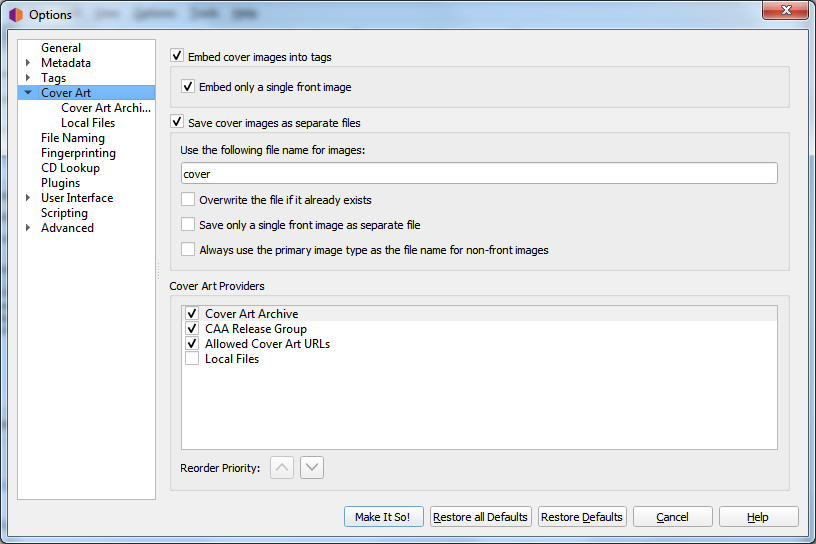 Options
General
Metadata
Tags
Cover Art
Cover Art Archi...
Local Files
File Naming
Fingerprinting
CD Lookup
Plugins
User Interface
Scripting
Advanced
Embed cover images into tags
Embed only a single front image
Save cover images as separate files
Use the following file name for images:
cover
Overwrite the file if it already exists
Save only a single front image as separate file
Always use the primary image type as the file name for non-front images
Cover Art Providers
Cover Art Archive
CAA Release Group
Allowed Cover Art URLs
Local Files
Reorder Priority:
Make It So! Restore all Defaults Restore Defaults Cancel Help